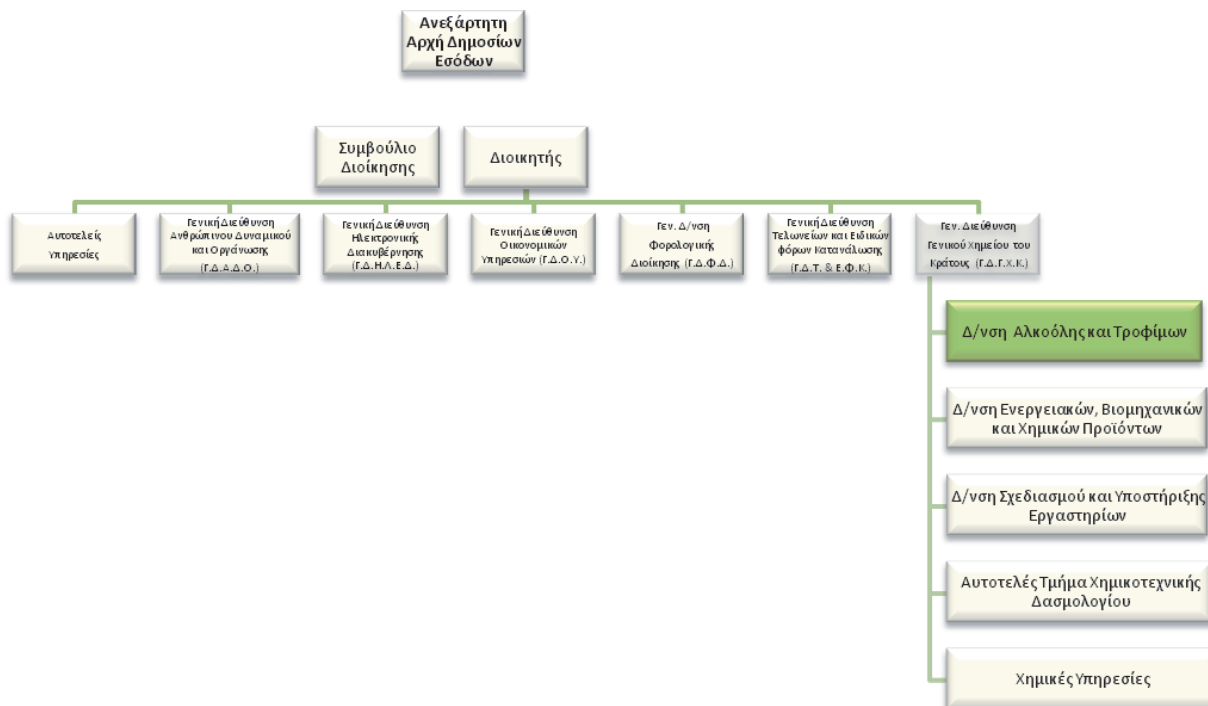 Ανεξάρτητη
Αρχή Δημοσίων
Εσόδων
Συμβούλιο
Διοίκησης
Διοικητής
Αυτοτελείς
Υπηρεσίες
Γενική Διεύθυνση
Ανθρώπινου Δυναμικού
και Οργάνωσης
(Γ.Δ.Α.Δ.Ο.)
Γενική Διεύθυνση
Ηλεκτρονικής
Διακυβέρνησης
(Γ.Δ.Η.Λ.Ε.Δ.)
Γενική Διεύθυνση
Οικονομικών
Υπηρεσιών (Γ.Δ.Ο.Υ.)
Γεν. Δ/νση
Φορολογικής
Διοίκησης (Γ.Δ.Φ.Δ.)
Γενική Διεύθυνση
Τελωνείων και Ειδικών
φόρων Κατανάλωσης
(Γ.Δ.Τ. & Ε.Φ.Κ.)
Γεν. Διεύθυνση
Γενικού Χημείου του
Κράτους (Γ.Δ.Γ.Χ.Κ.)
Δ/νση Αλκοόλης και Τροφίμων
Δ/νση Ενεργειακών, Βιομηχανικών
και Χημικών Προϊόντων
Δ/νση Σχεδιασμού και Υποστήριξης
Εργαστηρίων
Αυτοτελές Τμήμα Χημικοτεχνικής
Δασμολογίου
Χημικές Υπηρεσίες